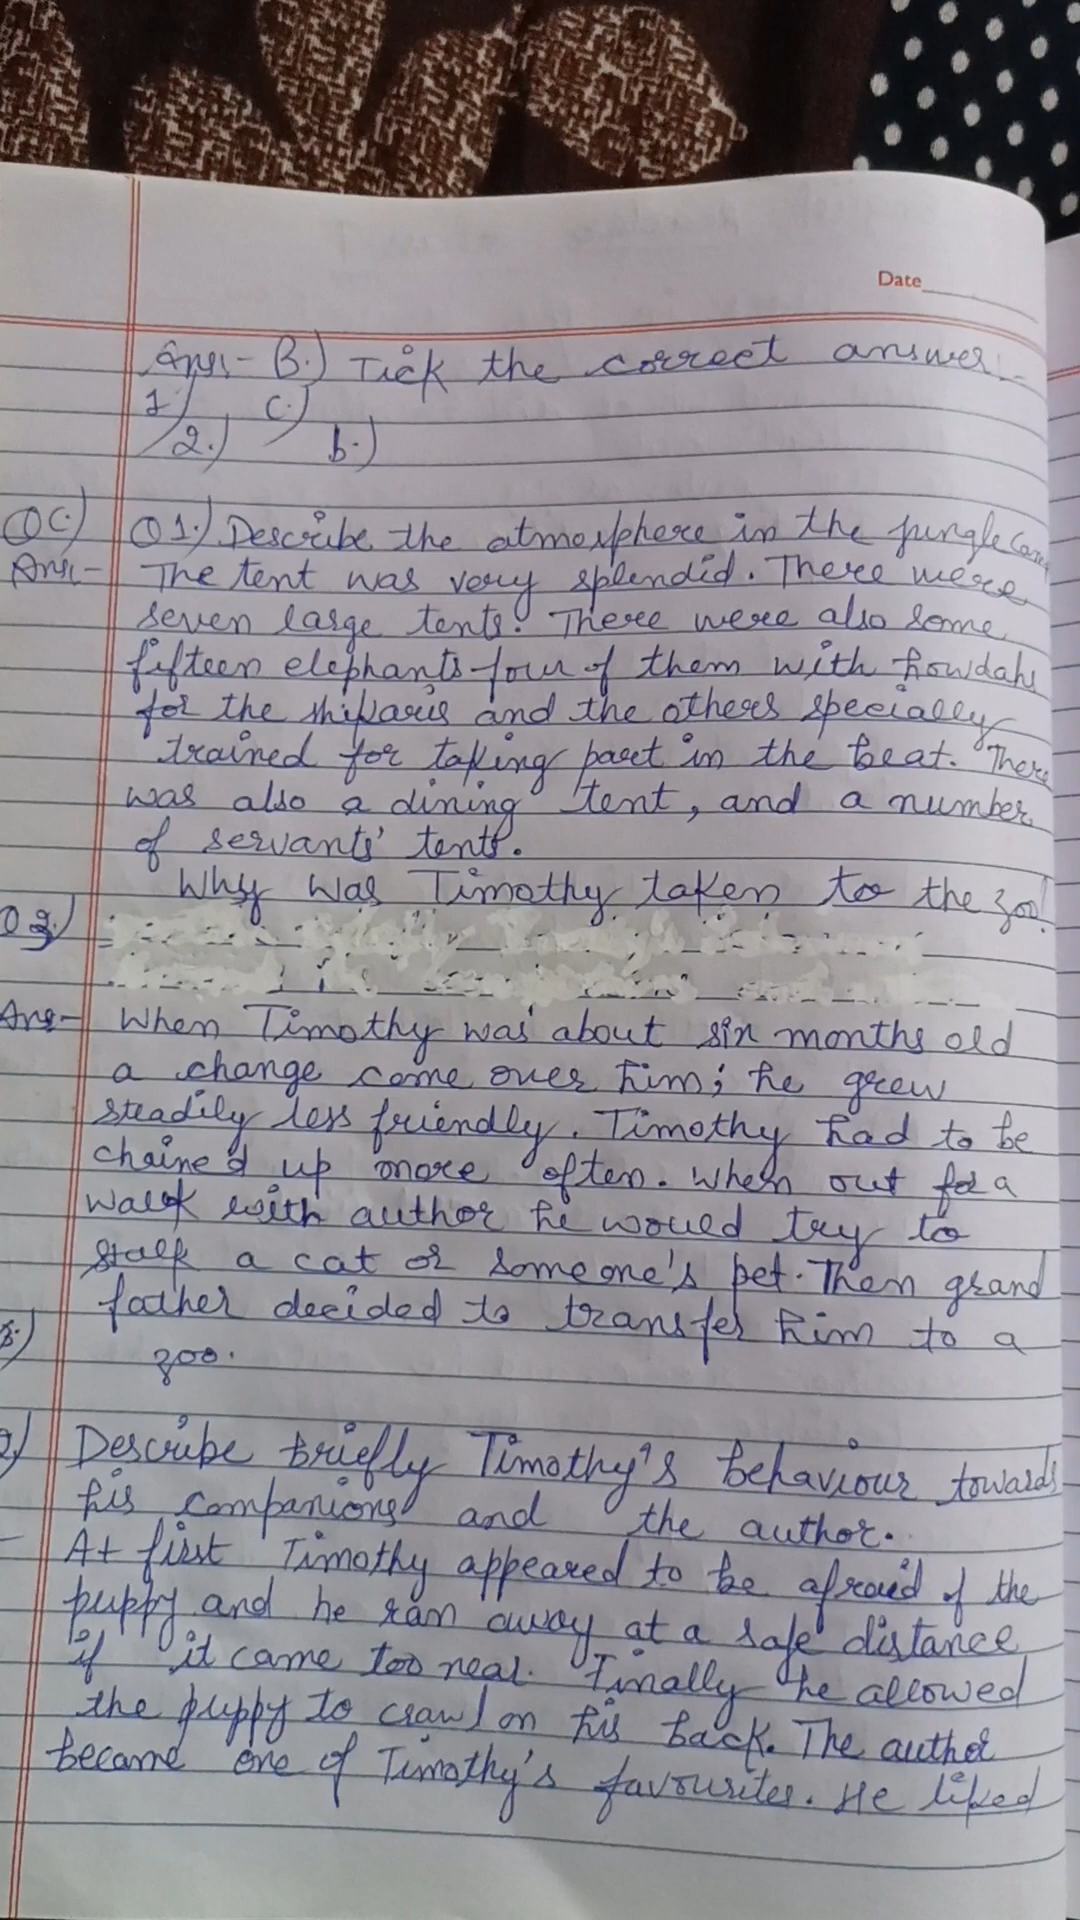 Date
Ans:- B.) Tick the correct answer:-
1.) c.)
2.) b.)
Q C.) Q 1.) Describe the atmosphere in the jungle
Ans:- The tent was very splendid. There were
seven large tents. There were also some
fifteen elephants-four of them with howdahs
for the shikaris and the others specially
trained for taking part in the beat. There
was also a dining tent, and a number
of servants' tents.
Why was Timothy taken to the zoo?
Q 3.)
Ans- When Timothy was about six months old
a change come over him; he grew
steadily less friendly. Timothy had to be
chained up more often. When out for a
walk with author he would try to
stalk a cat or someone's pet. Then grand
father decided to transfer him to a
zoo.
2.) Describe briefly Timothy's behaviour towards
his companions and the author.
- At first Timothy appeared to be afraid of the
puppy and he ran away at a safe distance
if it came too near. Finally he allowed
the puppy to crawl on his back. The author
became one of Timothy's favourites. He liked